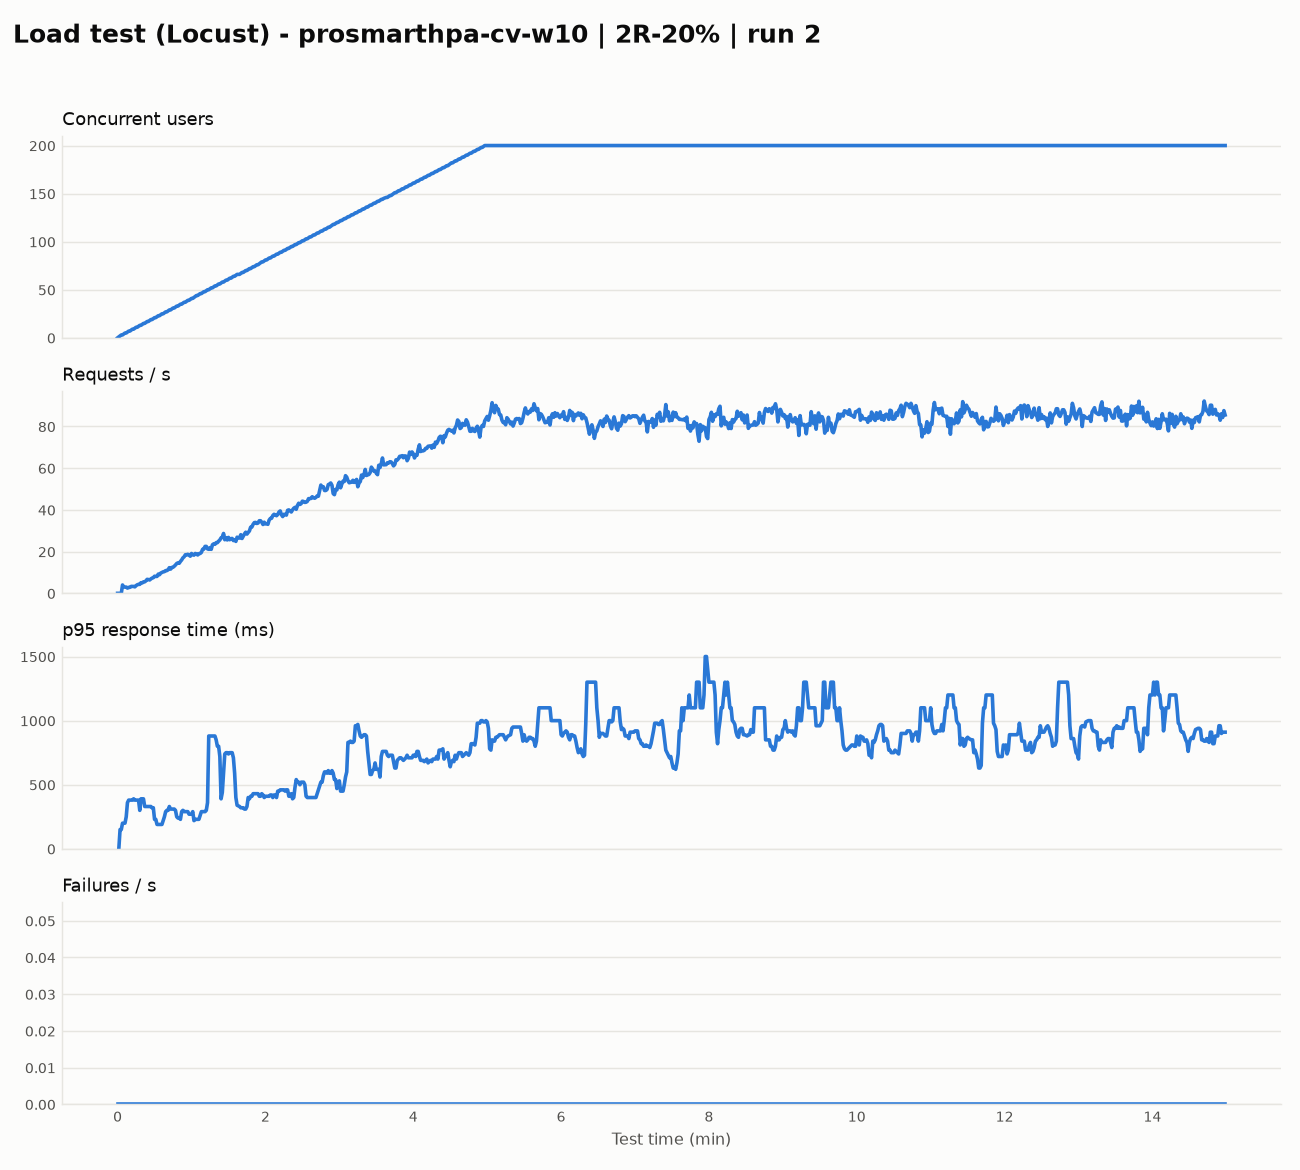 Load test (Locust) - prosmarthpa-cv-w10 | 2R-20% | run 2
Concurrent users
200
150
100
50
0
Requests / s
80
60
40
20
0
p95 response time (ms)
1500
1000
500
0
Failures / s
0.05
0.04
0.03
0.02
0.01
0.00
0 2 4 6 8 10 12 14
Test time (min)